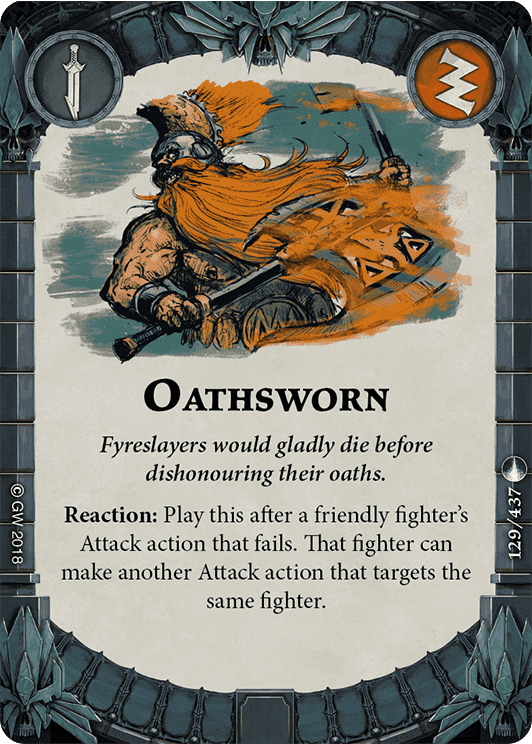 OATHSWORN
Fyreslayers would gladly die before
dishonouring their oaths.
Reaction: Play this after a friendly fighter's
Attack action that fails. That fighter can
make another Attack action that targets the
same fighter.
© GW 2018
129/437